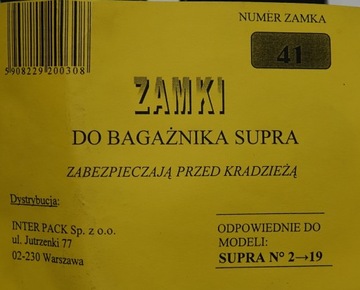 NUMER ZAMKA
41
5908229200308
ZAMKI
DO BAGAŻNIKA SUPRA
ZABEZPIECZAJĄ PRZED KRADZIEŻĄ
Dystrybucja:
INTER PACK Sp. z o.o.
ul. Jutrzenki 77
02-230 Warszawa
ODPOWIEDNIE DO
MODELI:
SUPRA N° 2→19